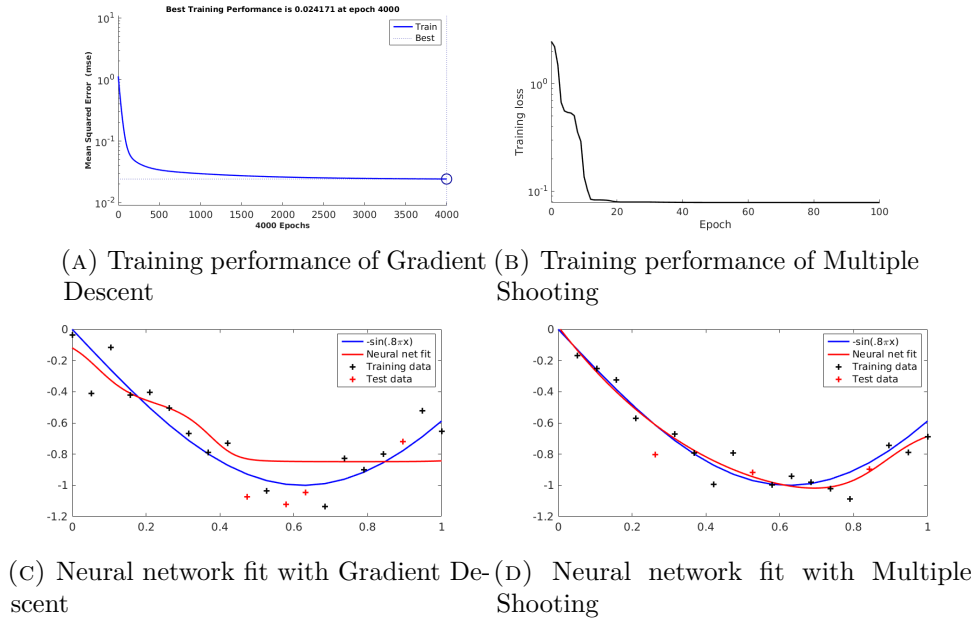 Best Training Performance is 0.024171 at epoch 4000
10^1
10^0
10^-1
10^-2
Mean Squared Error (mse)
Train
Best
0 500 1000 1500 2000 2500 3000 3500 4000
4000 Epochs
10^0
10^-1
Training loss
0 20 40 60 80 100
Epoch
(A) Training performance of Gradient
Descent
(B) Training performance of Multiple
Shooting
0
-0.2
-0.4
-0.6
-0.8
-1
-1.2
-sin(.8πx)
Neural net fit
Training data
Test data
0 0.2 0.4 0.6 0.8 1
0
-0.2
-0.4
-0.6
-0.8
-1
-1.2
-sin(.8πx)
Neural net fit
Training data
Test data
0 0.2 0.4 0.6 0.8 1
(C) Neural network fit with Gradient De-
scent
(D) Neural network fit with Multiple
Shooting